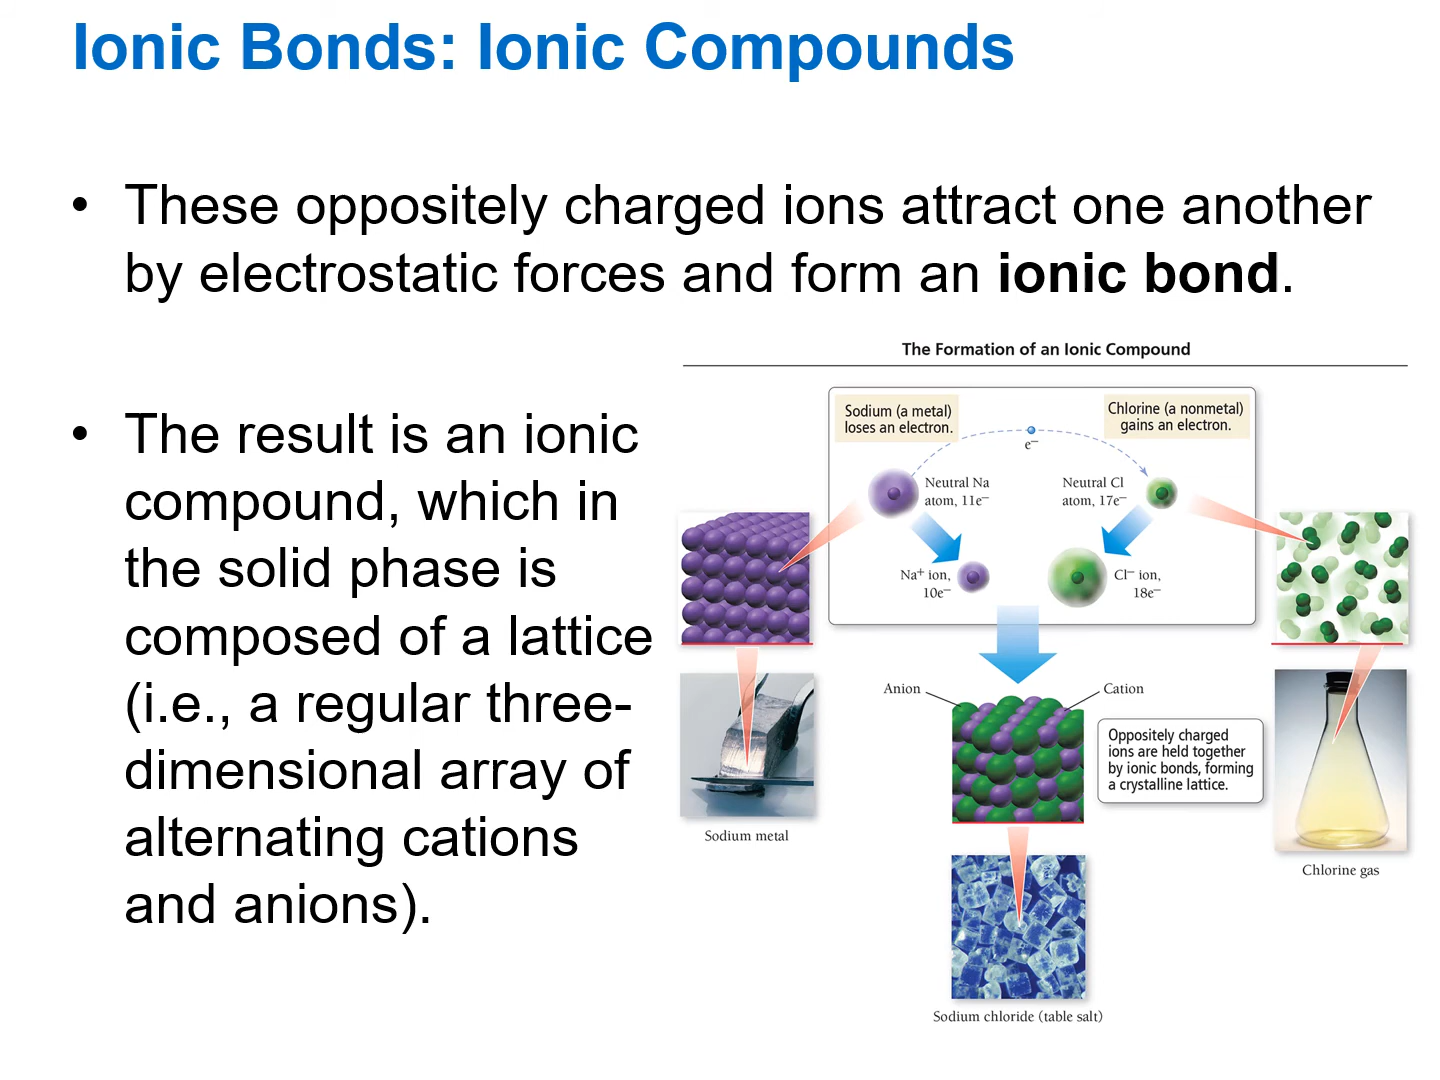 Ionic Bonds: Ionic Compounds
• These oppositely charged ions attract one another
by electrostatic forces and form an ionic bond.
• The result is an ionic
compound, which in
the solid phase is
composed of a lattice
(i.e., a regular three-
dimensional array of
alternating cations
and anions).
The Formation of an Ionic Compound
Sodium (a metal)
loses an electron.
e⁻
Chlorine (a nonmetal)
gains an electron.
Neutral Na
atom, 11e⁻
Neutral Cl
atom, 17e⁻
Na⁺ ion,
10e⁻
Cl⁻ ion,
18e⁻
Anion
Cation
Oppositely charged
ions are held together
by ionic bonds, forming
a crystalline lattice.
Sodium metal
Chlorine gas
Sodium chloride (table salt)